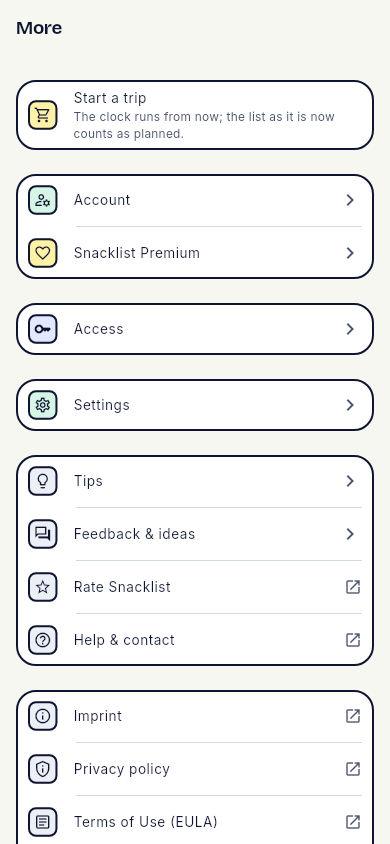 More
Start a trip
The clock runs from now; the list as it is now
counts as planned.
Account
Snacklist Premium
Access
Settings
Tips
Feedback & ideas
Rate Snacklist
Help & contact
Imprint
Privacy policy
Terms of Use (EULA)